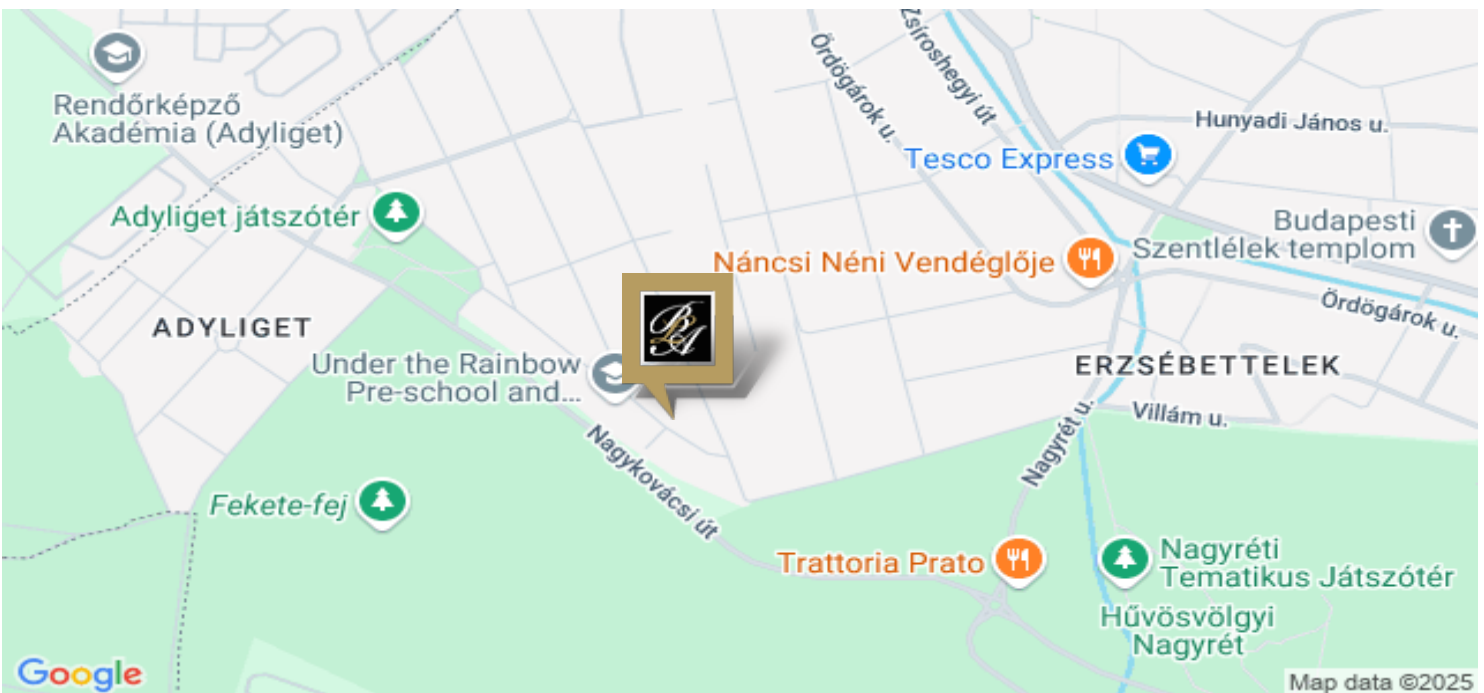 Rendőrképző
Akadémia (Adyliget)
Ördögárok u.
Zsíroshegyi út
Hunyadi János u.
Tesco Express
Adyliget játszótér
Budapesti
Szentlélek templom
Náncsi Néni Vendéglője
Ördögárok u.
ADYLIGET
BLA
Under the Rainbow
Pre-school and...
ERZSÉBETTELEK
Villám u.
Nagyrét u.
Nagykovácsi út
Fekete-fej
Trattoria Prato
Nagyréti
Tematikus Játszótér
Hűvösvölgyi
Nagyrét
Google
Map data ©2025